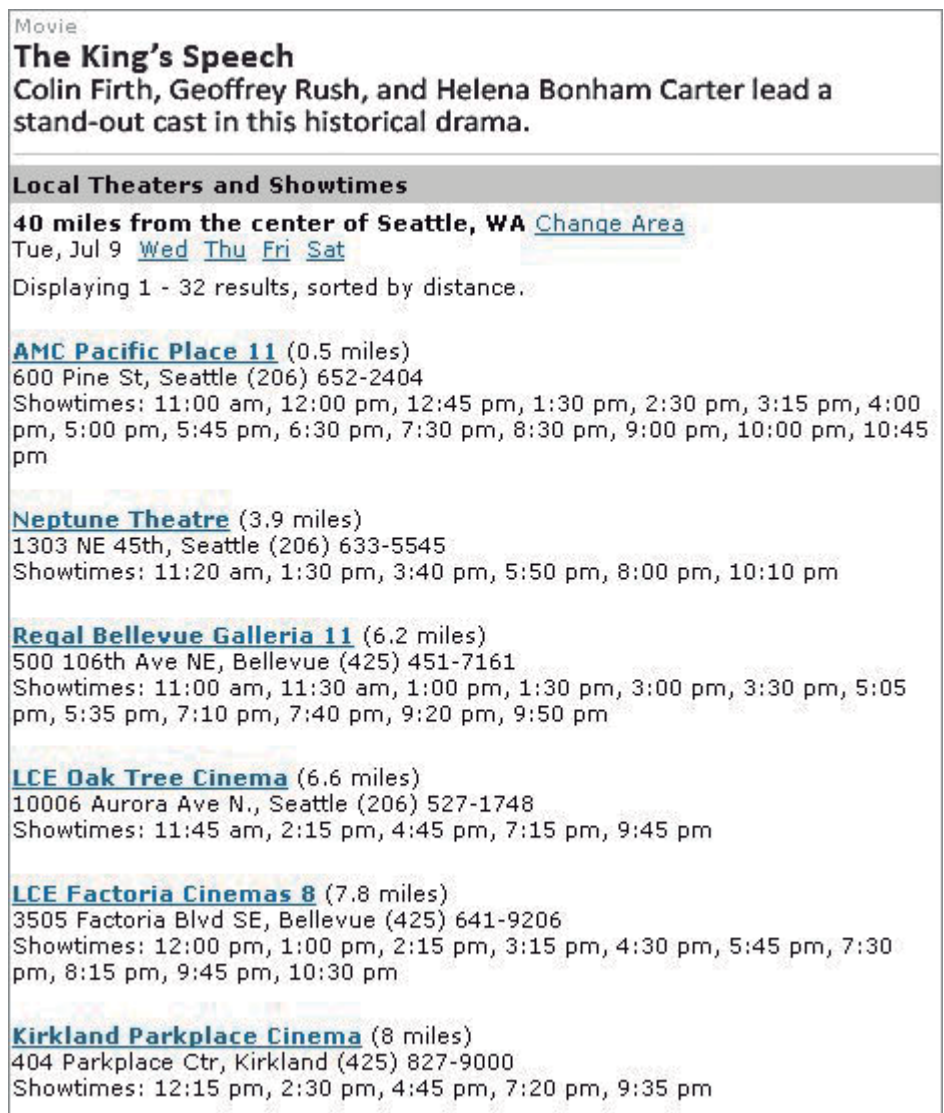 Movie
The King's Speech
Colin Firth, Geoffrey Rush, and Helena Bonham Carter lead a
stand-out cast in this historical drama.
Local Theaters and Showtimes
40 miles from the center of Seattle, WA Change Area
Tue, Jul 9 Wed Thu Fri Sat
Displaying 1 - 32 results, sorted by distance.
AMC Pacific Place 11 (0.5 miles)
600 Pine St, Seattle (206) 652-2404
Showtimes: 11:00 am, 12:00 pm, 12:45 pm, 1:30 pm, 2:30 pm, 3:15 pm, 4:00
pm, 5:00 pm, 5:45 pm, 6:30 pm, 7:30 pm, 8:30 pm, 9:00 pm, 10:00 pm, 10:45
pm
Neptune Theatre (3.9 miles)
1303 NE 45th, Seattle (206) 633-5545
Showtimes: 11:20 am, 1:30 pm, 3:40 pm, 5:50 pm, 8:00 pm, 10:10 pm
Regal Bellevue Galleria 11 (6.2 miles)
500 106th Ave NE, Bellevue (425) 451-7161
Showtimes: 11:00 am, 11:30 am, 1:00 pm, 1:30 pm, 3:00 pm, 3:30 pm, 5:05
pm, 5:35 pm, 7:10 pm, 7:40 pm, 9:20 pm, 9:50 pm
LCE Oak Tree Cinema (6.6 miles)
10006 Aurora Ave N., Seattle (206) 527-1748
Showtimes: 11:45 am, 2:15 pm, 4:45 pm, 7:15 pm, 9:45 pm
LCE Factoria Cinemas 8 (7.8 miles)
3505 Factoria Blvd SE, Bellevue (425) 641-9206
Showtimes: 12:00 pm, 1:00 pm, 2:15 pm, 3:15 pm, 4:30 pm, 5:45 pm, 7:30
pm, 8:15 pm, 9:45 pm, 10:30 pm
Kirkland Parkplace Cinema (8 miles)
404 Parkplace Ctr, Kirkland (425) 827-9000
Showtimes: 12:15 pm, 2:30 pm, 4:45 pm, 7:20 pm, 9:35 pm